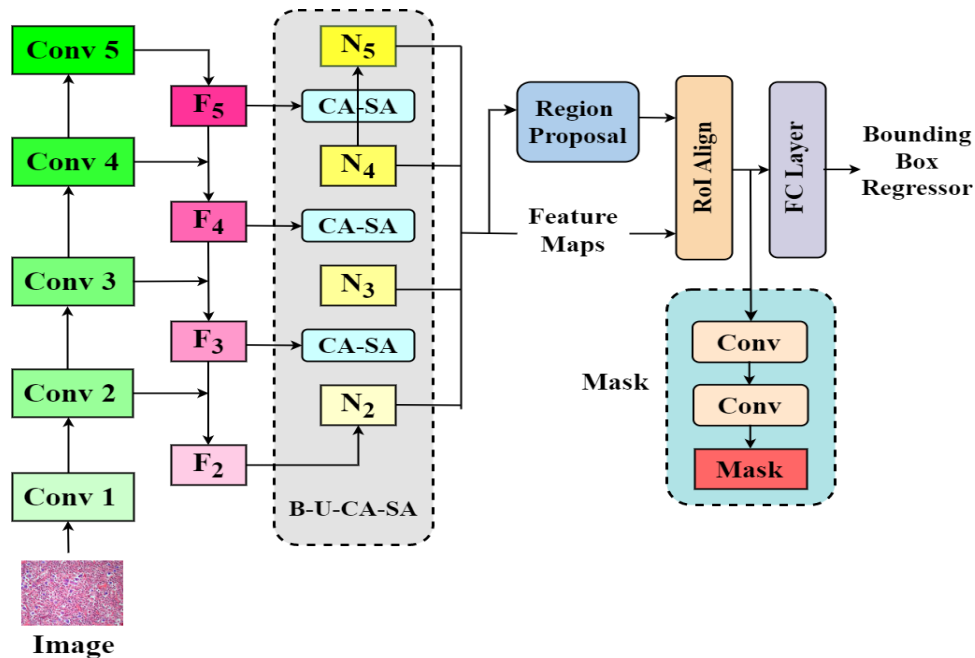 Conv 5
Conv 4
Conv 3
Conv 2
Conv 1
Image
F5
F4
F3
F2
N5
CA-SA
N4
CA-SA
N3
CA-SA
N2
B-U-CA-SA
Region
Proposal
Feature
Maps
RoI Align
FC Layer
Bounding
Box
Regressor
Mask
Conv
Conv
Mask